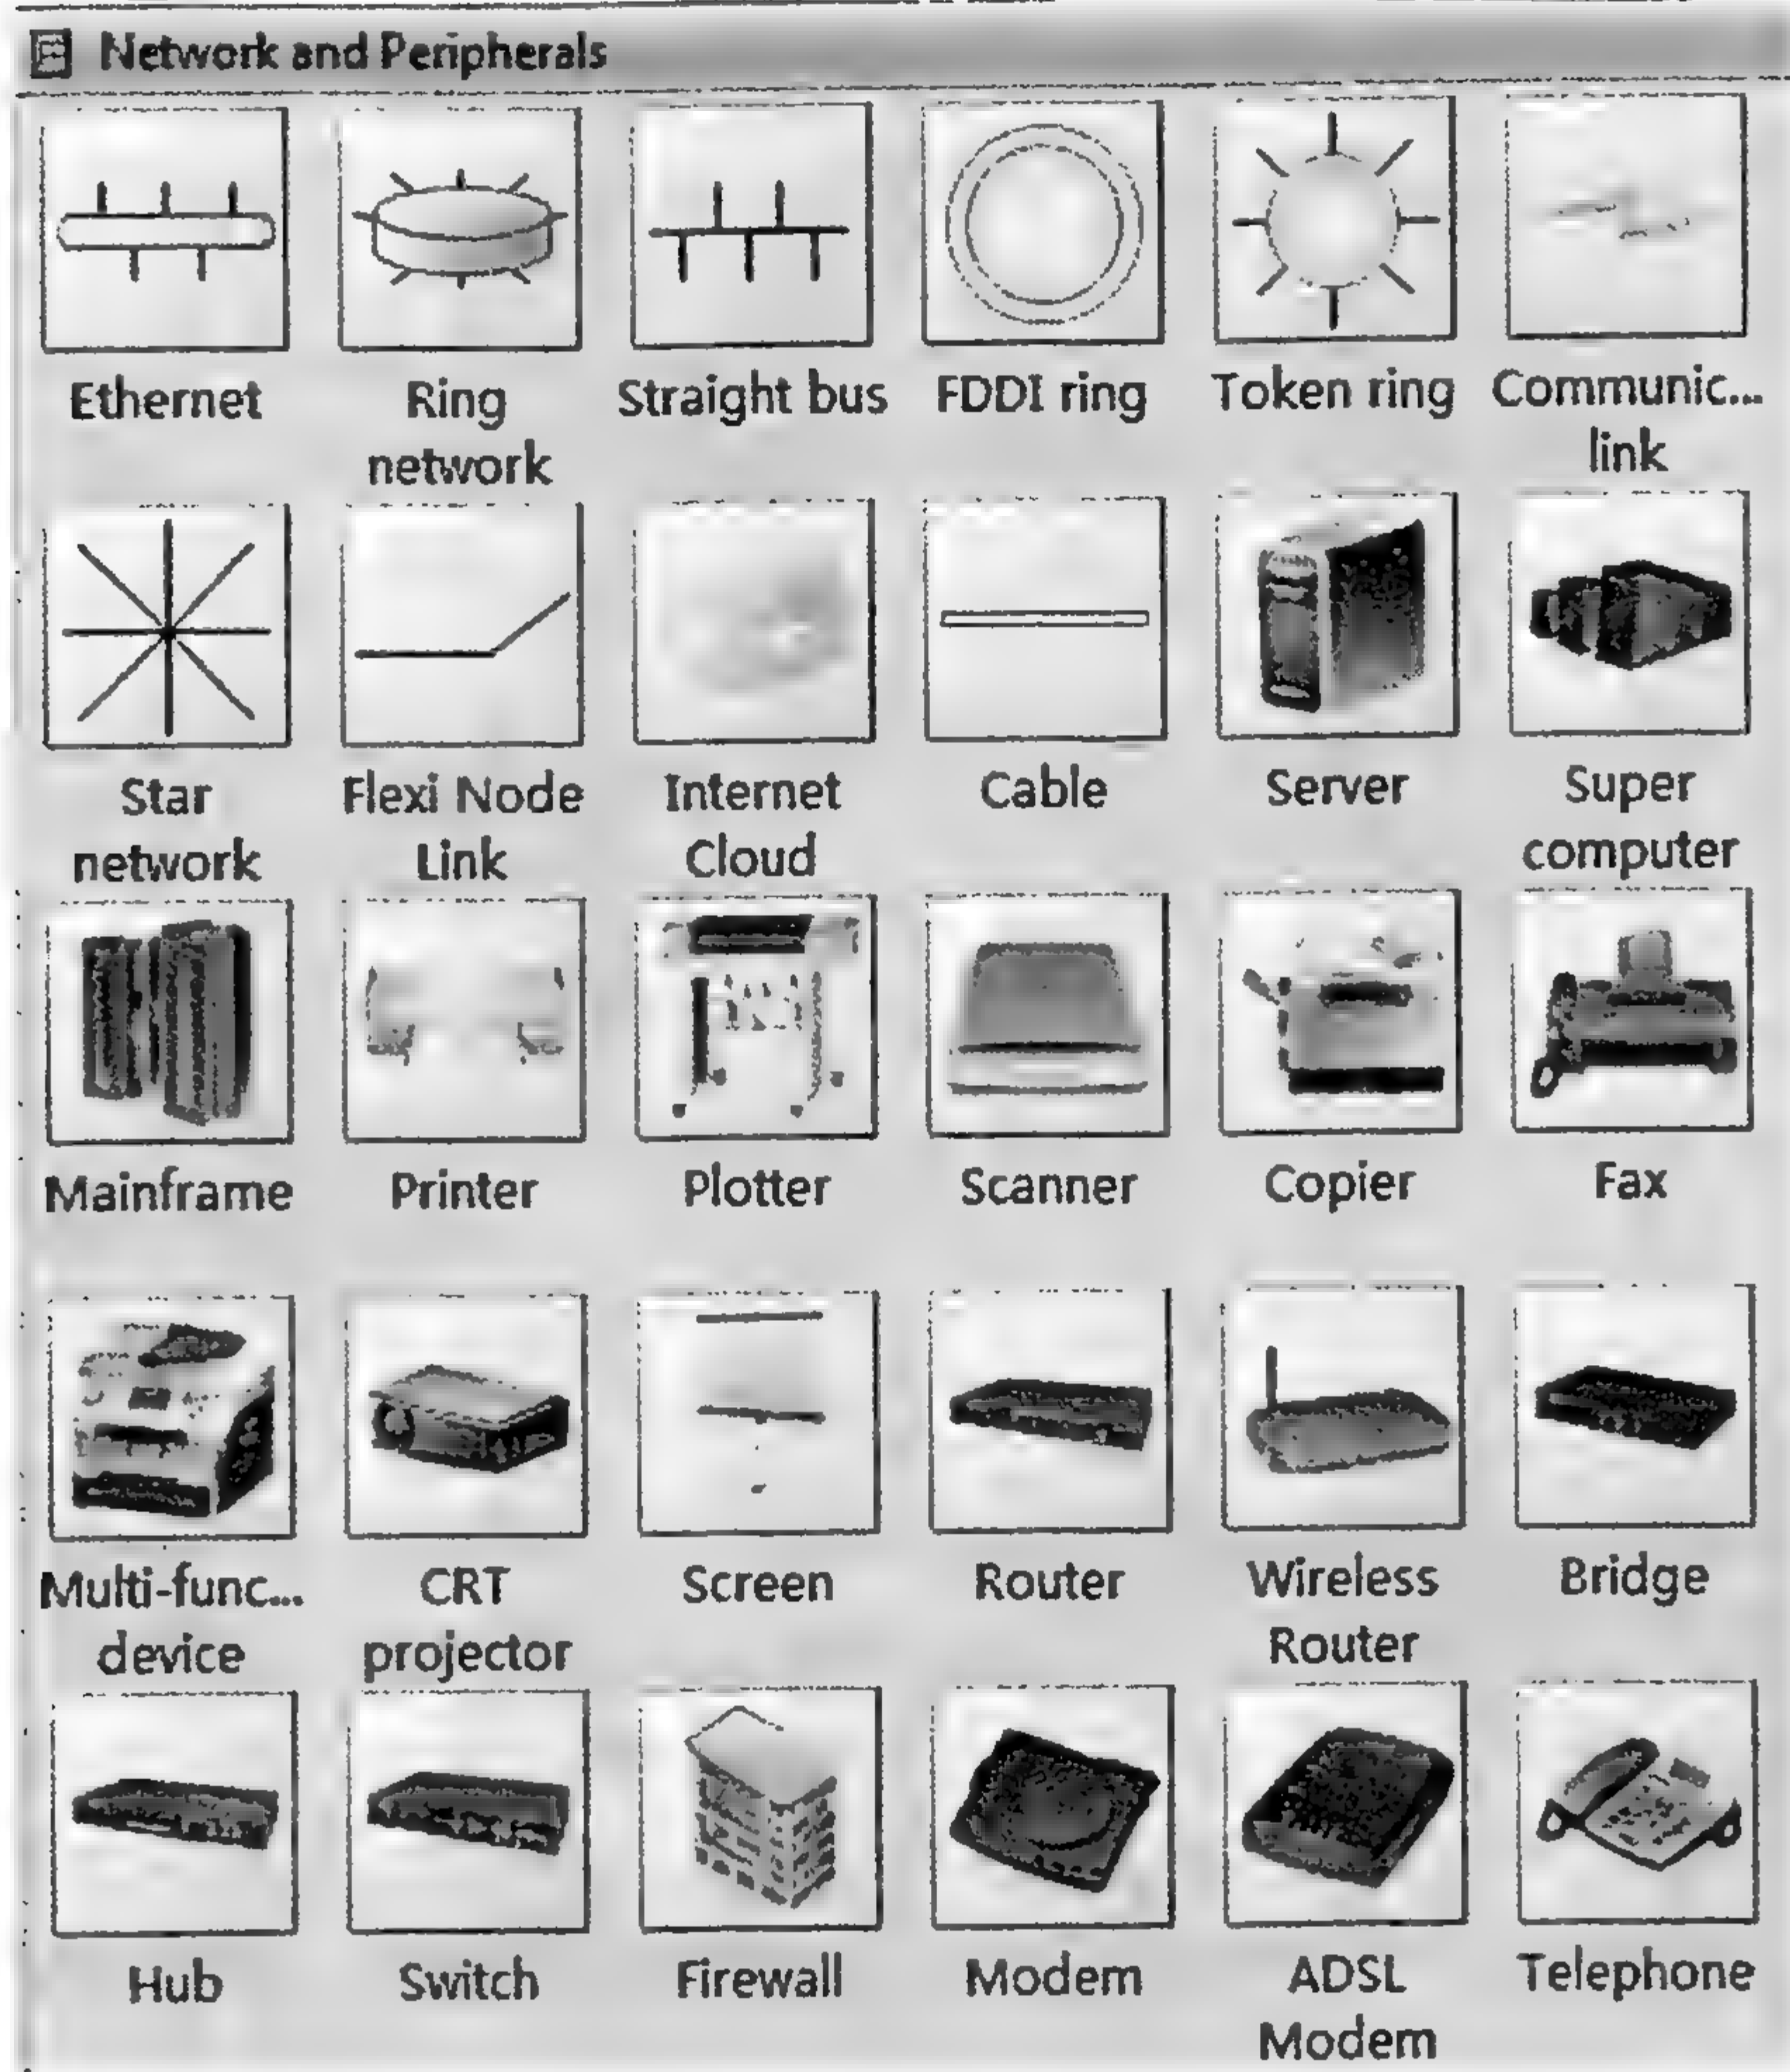 Network and Peripherals
Ethernet
Ring
network
Straight bus
FDDI ring
Token ring
Communic...
link
Star
network
Flexi Node
Link
Internet
Cloud
Cable
Server
Super
computer
Mainframe
Printer
Plotter
Scanner
Copier
Fax
Multi-func...
device
CRT
projector
Screen
Router
Wireless
Router
Bridge
Hub
Switch
Firewall
Modem
ADSL
Modem
Telephone